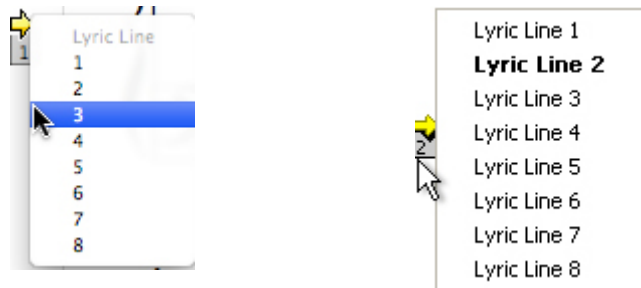 1
Lyric Line
1
2
3
4
5
6
7
8
2
Lyric Line 1
Lyric Line 2
Lyric Line 3
Lyric Line 4
Lyric Line 5
Lyric Line 6
Lyric Line 7
Lyric Line 8